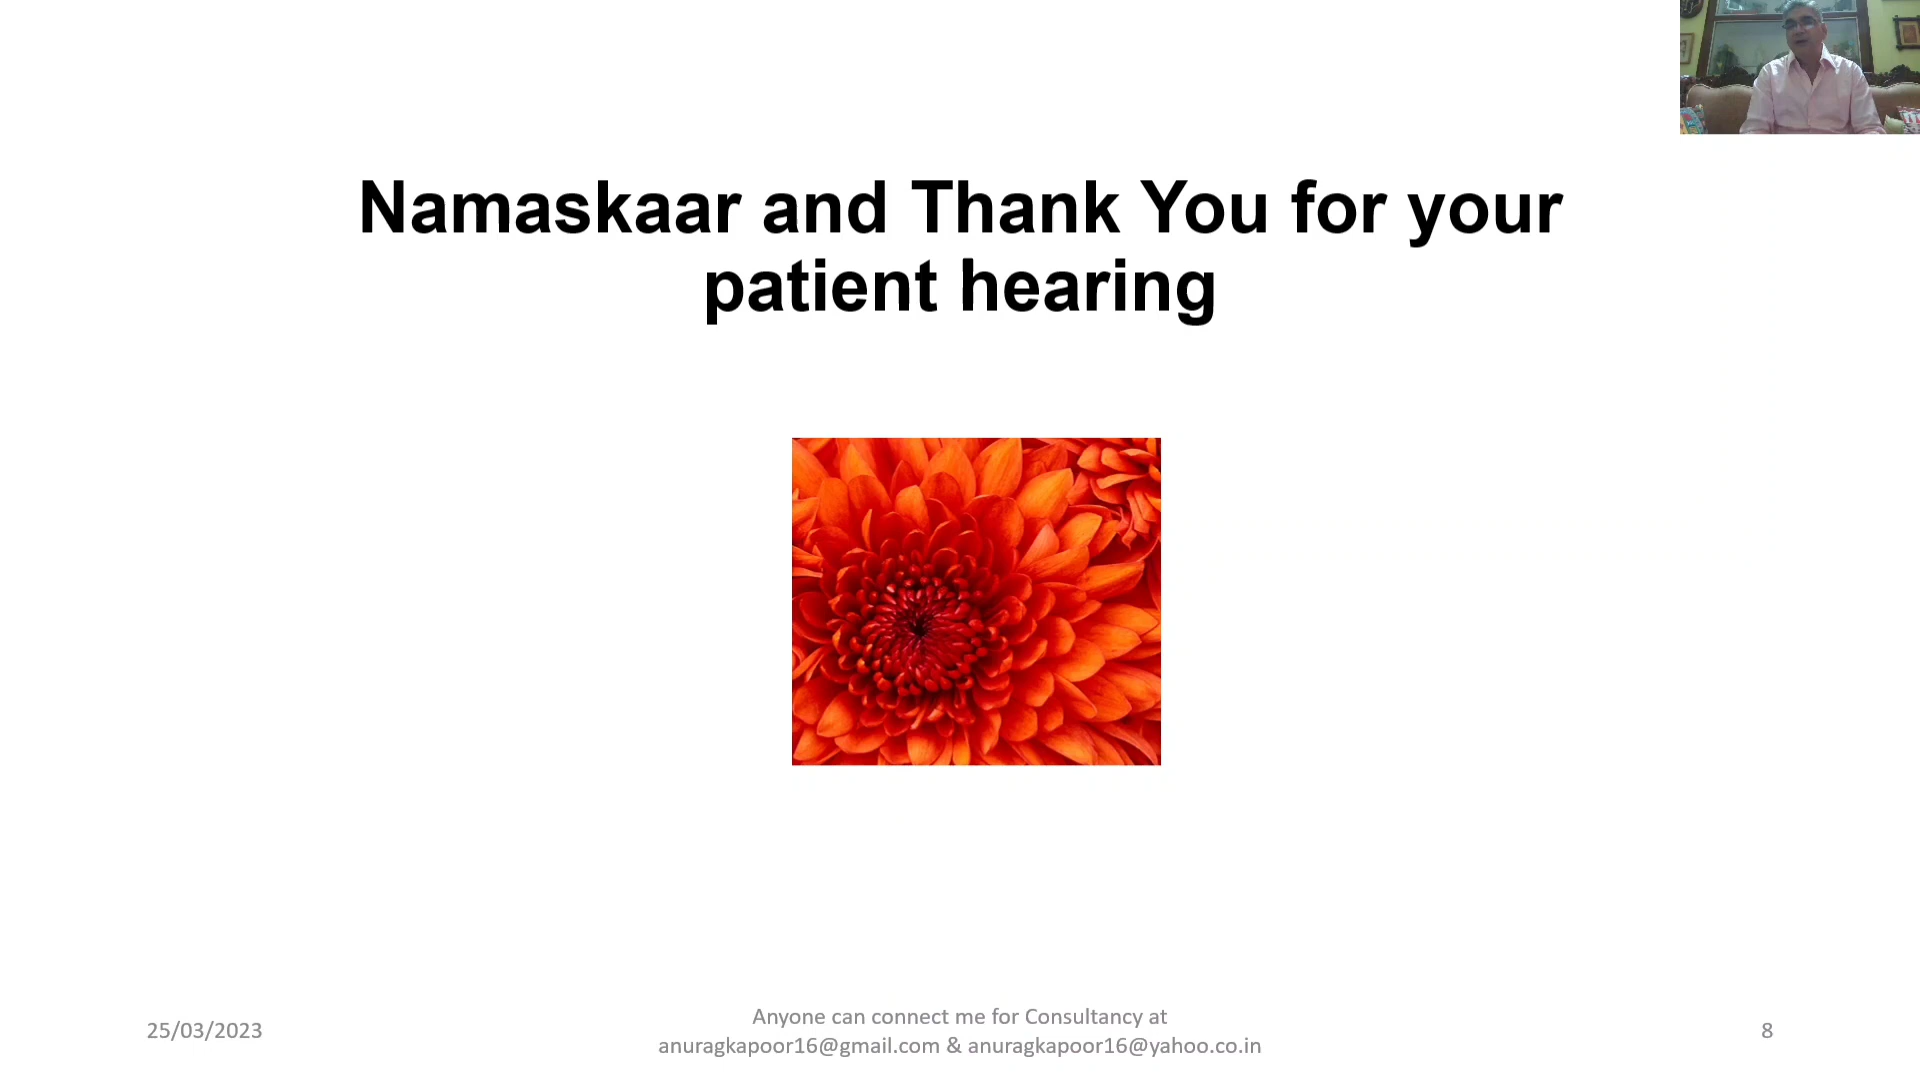 Namaskaar and Thank You for your
patient hearing
25/03/2023
Anyone can connect me for Consultancy at
anuragkapoor16@gmail.com & anuragkapoor16@yahoo.co.in
8